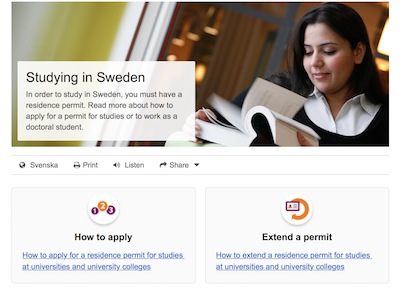 Studying in Sweden
In order to study in Sweden, you must have a
residence permit. Read more about how to
apply for a permit for studies or to work as a
doctoral student.
Svenska Print Listen Share
1 2 3
How to apply
Extend a permit
How to apply for a residence permit for studies
at universities and university colleges
How to extend a residence permit for studies
at universities and university colleges